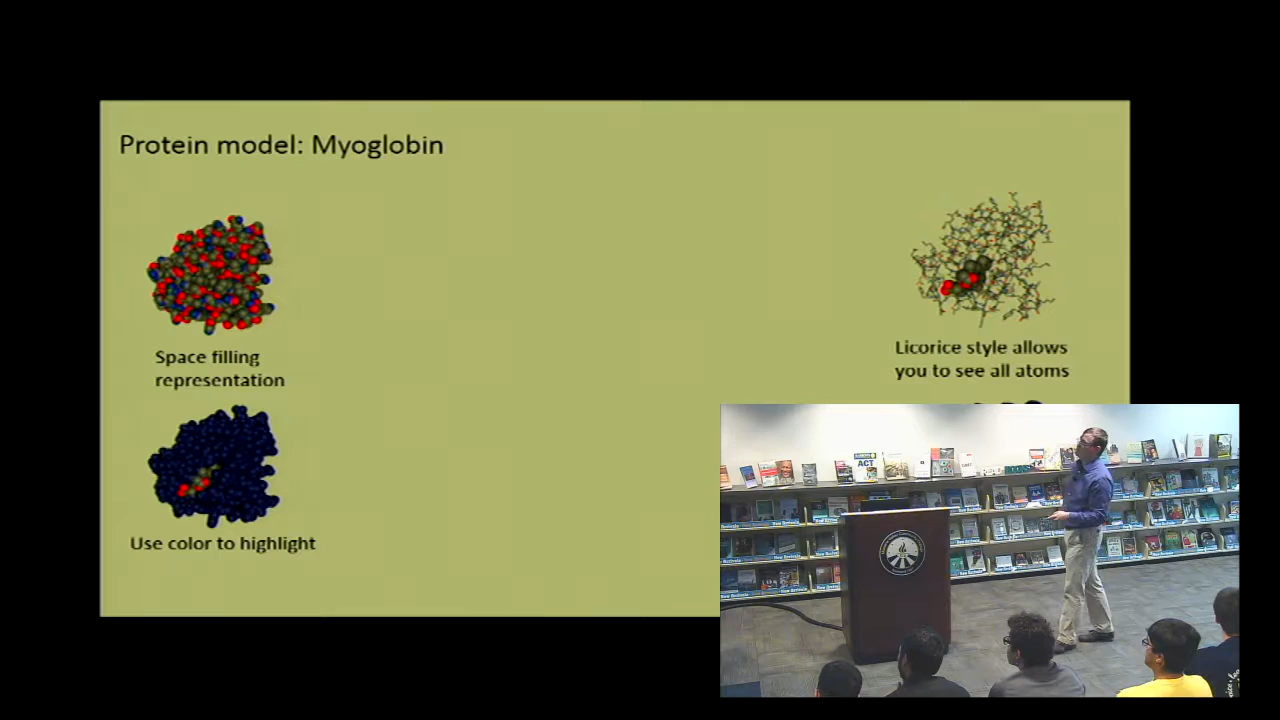 Protein model: Myoglobin
Space filling
representation
Use color to highlight
Licorice style allows
you to see all atoms
ACT